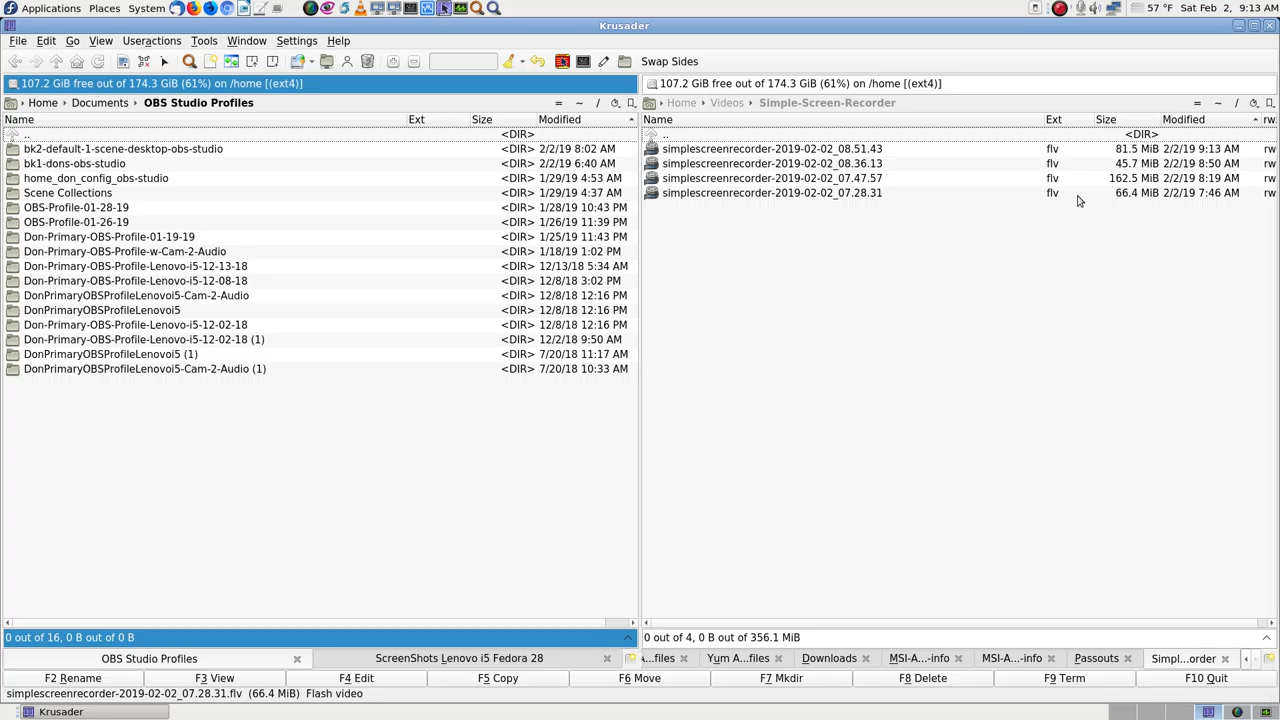 Applications Places System 57 °F Sat Feb 2, 9:13 AM
Krusader
File Edit Go View Useractions Tools Window Settings Help
Swap Sides
107.2 GiB free out of 174.3 GiB (61%) on /home [(ext4)]
107.2 GiB free out of 174.3 GiB (61%) on /home [(ext4)]
Home Documents OBS Studio Profiles = ~ /
Home Videos Simple-Screen-Recorder = ~ /
Name Ext Size Modified
Name Ext Size Modified rw
.. <DIR>
.. <DIR>
bk2-default-1-scene-desktop-obs-studio <DIR> 2/2/19 8:02 AM
simplescreenrecorder-2019-02-02_08.51.43 flv 81.5 MiB 2/2/19 9:13 AM rw
bk1-dons-obs-studio <DIR> 2/2/19 6:40 AM
simplescreenrecorder-2019-02-02_08.36.13 flv 45.7 MiB 2/2/19 8:50 AM rw
home_don_config_obs-studio <DIR> 1/29/19 4:53 AM
simplescreenrecorder-2019-02-02_07.47.57 flv 162.5 MiB 2/2/19 8:19 AM rw
Scene Collections <DIR> 1/29/19 4:37 AM
simplescreenrecorder-2019-02-02_07.28.31 flv 66.4 MiB 2/2/19 7:46 AM rw
OBS-Profile-01-28-19 <DIR> 1/28/19 10:43 PM
OBS-Profile-01-26-19 <DIR> 1/26/19 11:39 PM
Don-Primary-OBS-Profile-01-19-19 <DIR> 1/25/19 11:43 PM
Don-Primary-OBS-Profile-w-Cam-2-Audio <DIR> 1/18/19 1:02 PM
Don-Primary-OBS-Profile-Lenovo-i5-12-13-18 <DIR> 12/13/18 5:34 AM
Don-Primary-OBS-Profile-Lenovo-i5-12-08-18 <DIR> 12/8/18 3:02 PM
DonPrimaryOBSProfileLenovoi5-Cam-2-Audio <DIR> 12/8/18 12:16 PM
DonPrimaryOBSProfileLenovoi5 <DIR> 12/8/18 12:16 PM
Don-Primary-OBS-Profile-Lenovo-i5-12-02-18 <DIR> 12/8/18 12:16 PM
Don-Primary-OBS-Profile-Lenovo-i5-12-02-18 (1) <DIR> 12/2/18 9:50 AM
DonPrimaryOBSProfileLenovoi5 (1) <DIR> 7/20/18 11:17 AM
DonPrimaryOBSProfileLenovoi5-Cam-2-Audio (1) <DIR> 7/20/18 10:33 AM
0 out of 16, 0 B out of 0 B
0 out of 4, 0 B out of 356.1 MiB
OBS Studio Profiles ScreenShots Lenovo i5 Fedora 28 A...files Yum A...files Downloads MSI-A...-info MSI-A...-info Passouts Simpl...order
F2 Rename F3 View F4 Edit F5 Copy F6 Move F7 Mkdir F8 Delete F9 Term F10 Quit
simplescreenrecorder-2019-02-02_07.28.31.flv (66.4 MiB) Flash video
Krusader